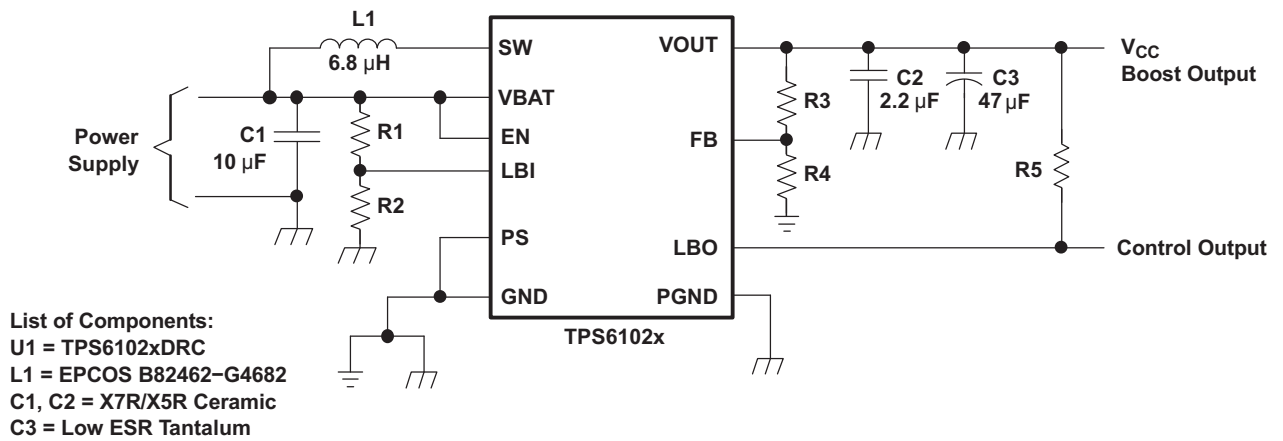 L1
6.8 µH
SW
VBAT
EN
LBI
PS
GND
VOUT
FB
LBO
PGND
TPS6102x
Power
Supply
C1
10 µF
R1
R2
R3
R4
C2
2.2 µF
C3
47 µF
R5
V<sub>CC</sub>
Boost Output
Control Output
List of Components:
U1 = TPS6102xDRC
L1 = EPCOS B82462−G4682
C1, C2 = X7R/X5R Ceramic
C3 = Low ESR Tantalum